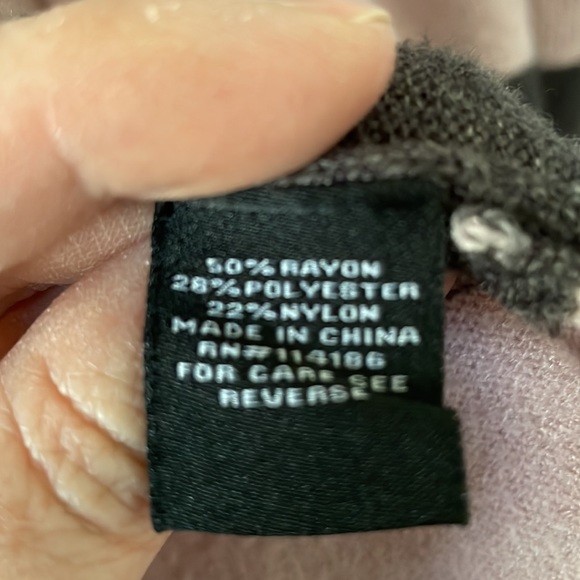 50% RAYON
28% POLYESTER
22% NYLON
MADE IN CHINA
RN# 114186
FOR CARE SEE
REVERSE